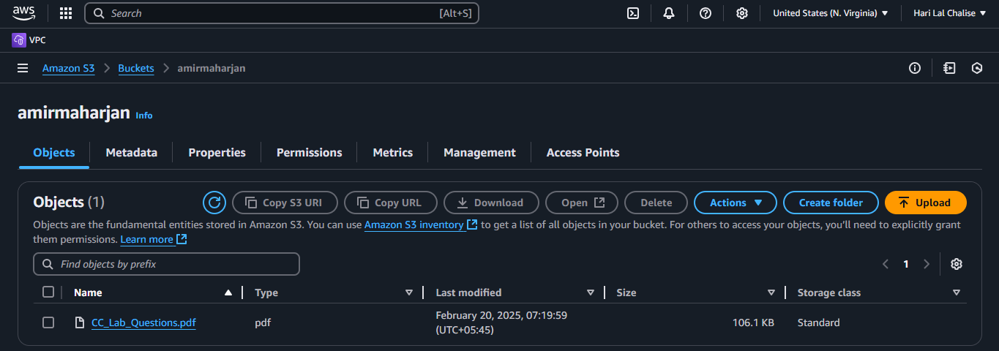 aws Search [Alt+S] United States (N. Virginia) Hari Lal Chalise
VPC
Amazon S3 Buckets amirmaharjan
amirmaharjan Info
Objects Metadata Properties Permissions Metrics Management Access Points
Objects (1) Copy S3 URI Copy URL Download Open Delete Actions Create folder Upload
Objects are the fundamental entities stored in Amazon S3. You can use Amazon S3 inventory to get a list of all objects in your bucket. For others to access your objects, you'll need to explicitly grant
them permissions. Learn more
Find objects by prefix 1
Name Type Last modified Size Storage class
CC_Lab_Questions.pdf pdf February 20, 2025, 07:19:59 106.1 KB Standard
(UTC+05:45)